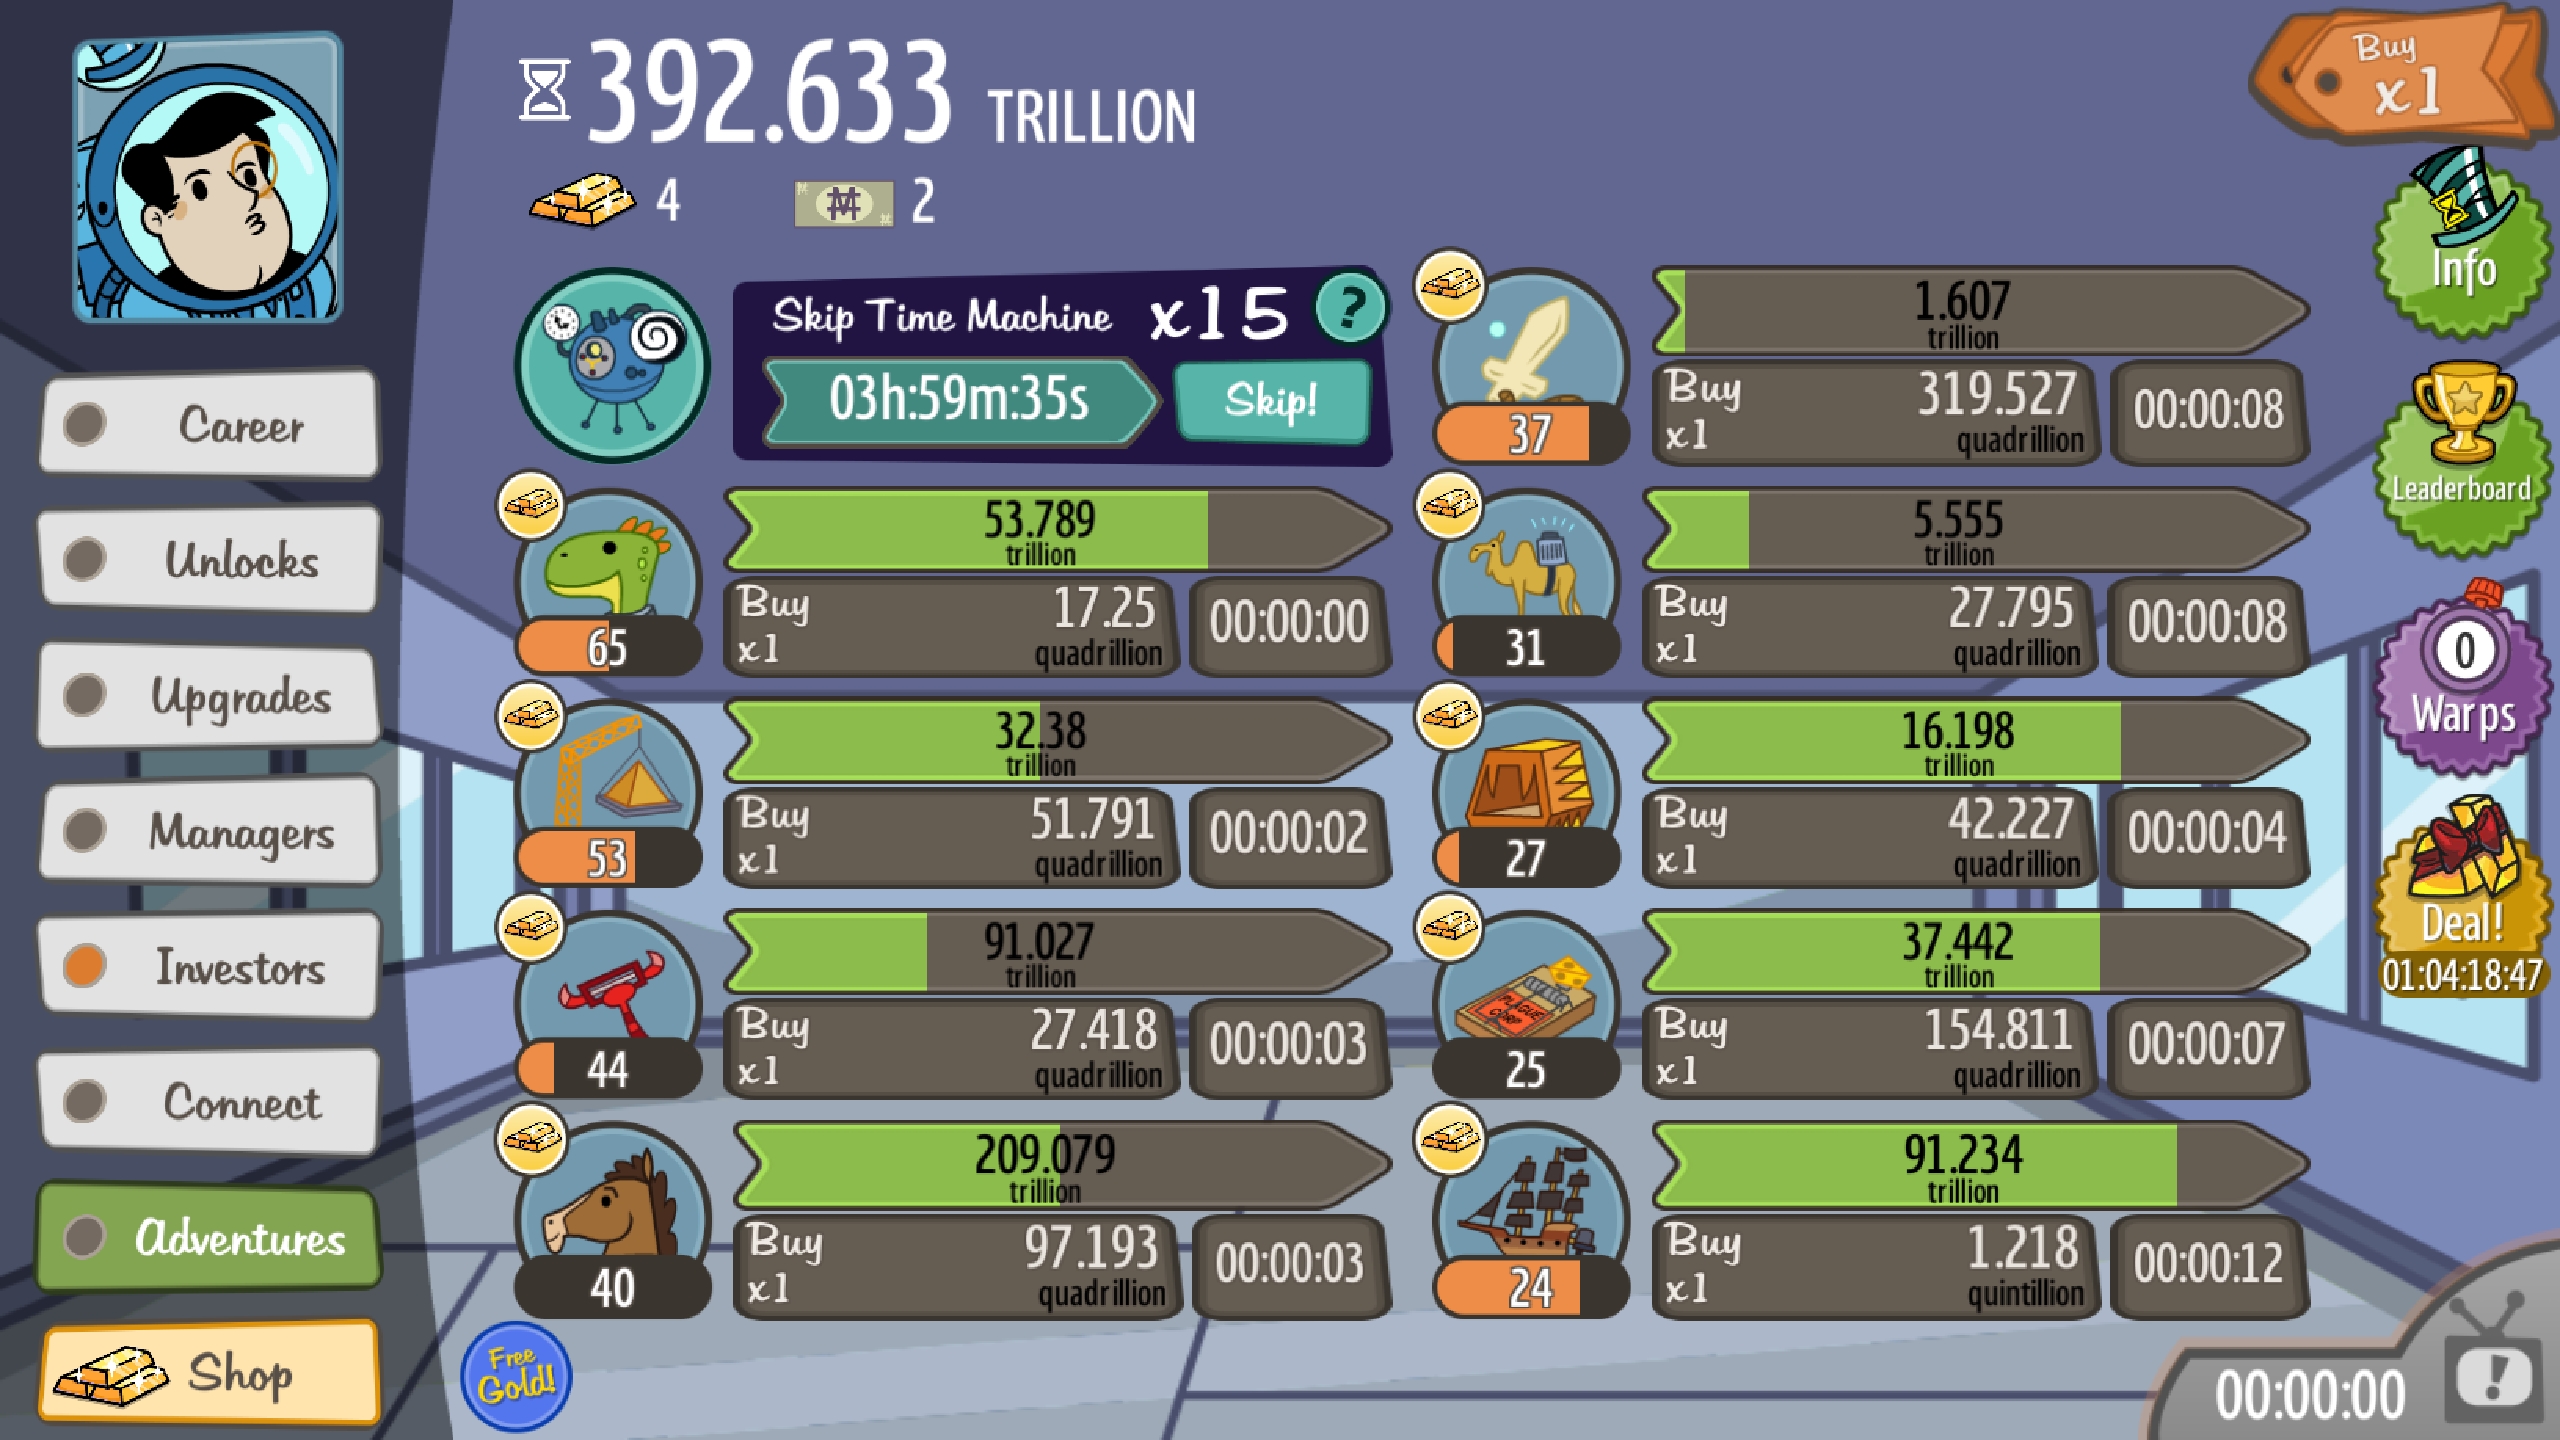 392.633 TRILLION
4
2
Buy
x1
Info
Leaderboard
0
Warps
Deal!
01:04:18:47
Career
Unlocks
Upgrades
Managers
Investors
Connect
Adventures
Shop
Skip Time Machine x15 ?
03h:59m:35s Skip!
53.789
trillion
65
Buy 17.25
x1 quadrillion
00:00:00
32.38
trillion
53
Buy 51.791
x1 quadrillion
00:00:02
91.027
trillion
44
Buy 27.418
x1 quadrillion
00:00:03
209.079
trillion
40
Buy 97.193
x1 quadrillion
00:00:03
1.607
trillion
37
Buy 319.527
x1 quadrillion
00:00:08
5.555
trillion
31
Buy 27.795
x1 quadrillion
00:00:08
16.198
trillion
27
Buy 42.227
x1 quadrillion
00:00:04
37.442
trillion
PLAGUE
CORP
25
Buy 154.811
x1 quadrillion
00:00:07
91.234
trillion
24
Buy 1.218
x1 quintillion
00:00:12
Free
Gold!
00:00:00
!